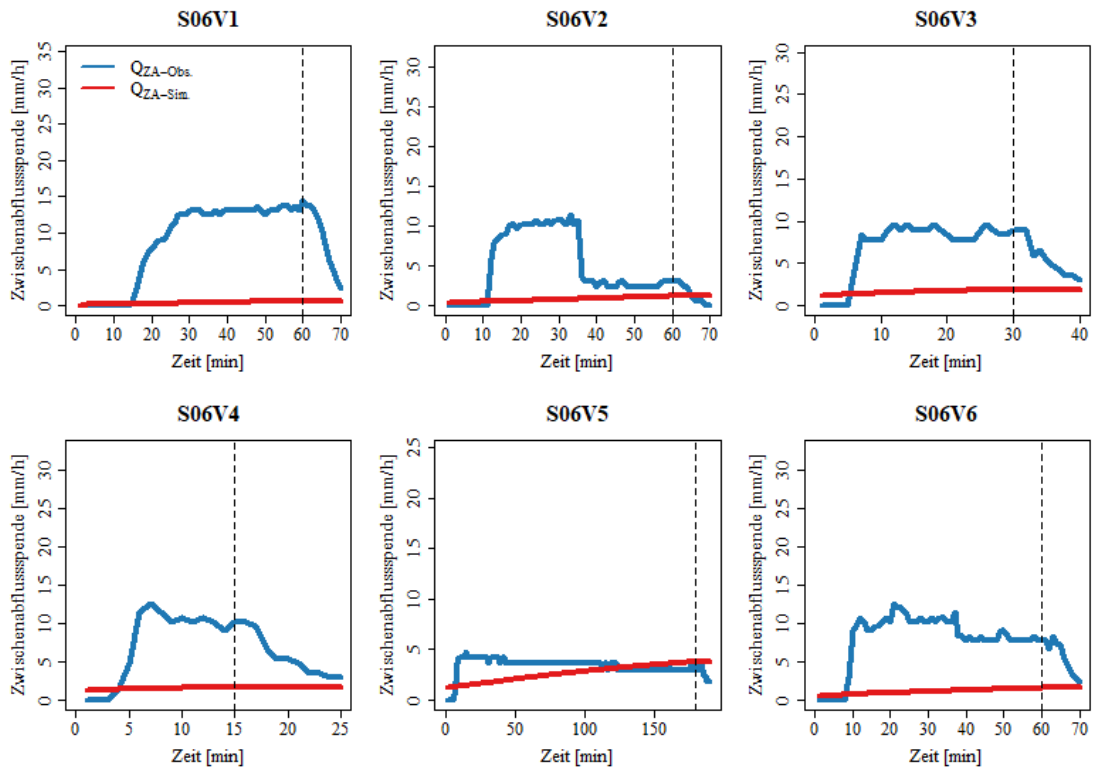 S06V1
Zwischenabflussspende [mm/h]
0 5 10 15 20 25 30 35
Q_ZA–Obs.
Q_ZA–Sim.
0 10 20 30 40 50 60 70
Zeit [min]
S06V2
Zwischenabflussspende [mm/h]
0 5 10 15 20 25 30
0 10 20 30 40 50 60 70
Zeit [min]
S06V3
Zwischenabflussspende [mm/h]
0 5 10 15 20 25 30
0 10 20 30 40
Zeit [min]
S06V4
Zwischenabflussspende [mm/h]
0 5 10 15 20 25 30
0 5 10 15 20 25
Zeit [min]
S06V5
Zwischenabflussspende [mm/h]
0 5 10 15 20 25
0 50 100 150
Zeit [min]
S06V6
Zwischenabflussspende [mm/h]
0 5 10 15 20 25 30
0 10 20 30 40 50 60 70
Zeit [min]